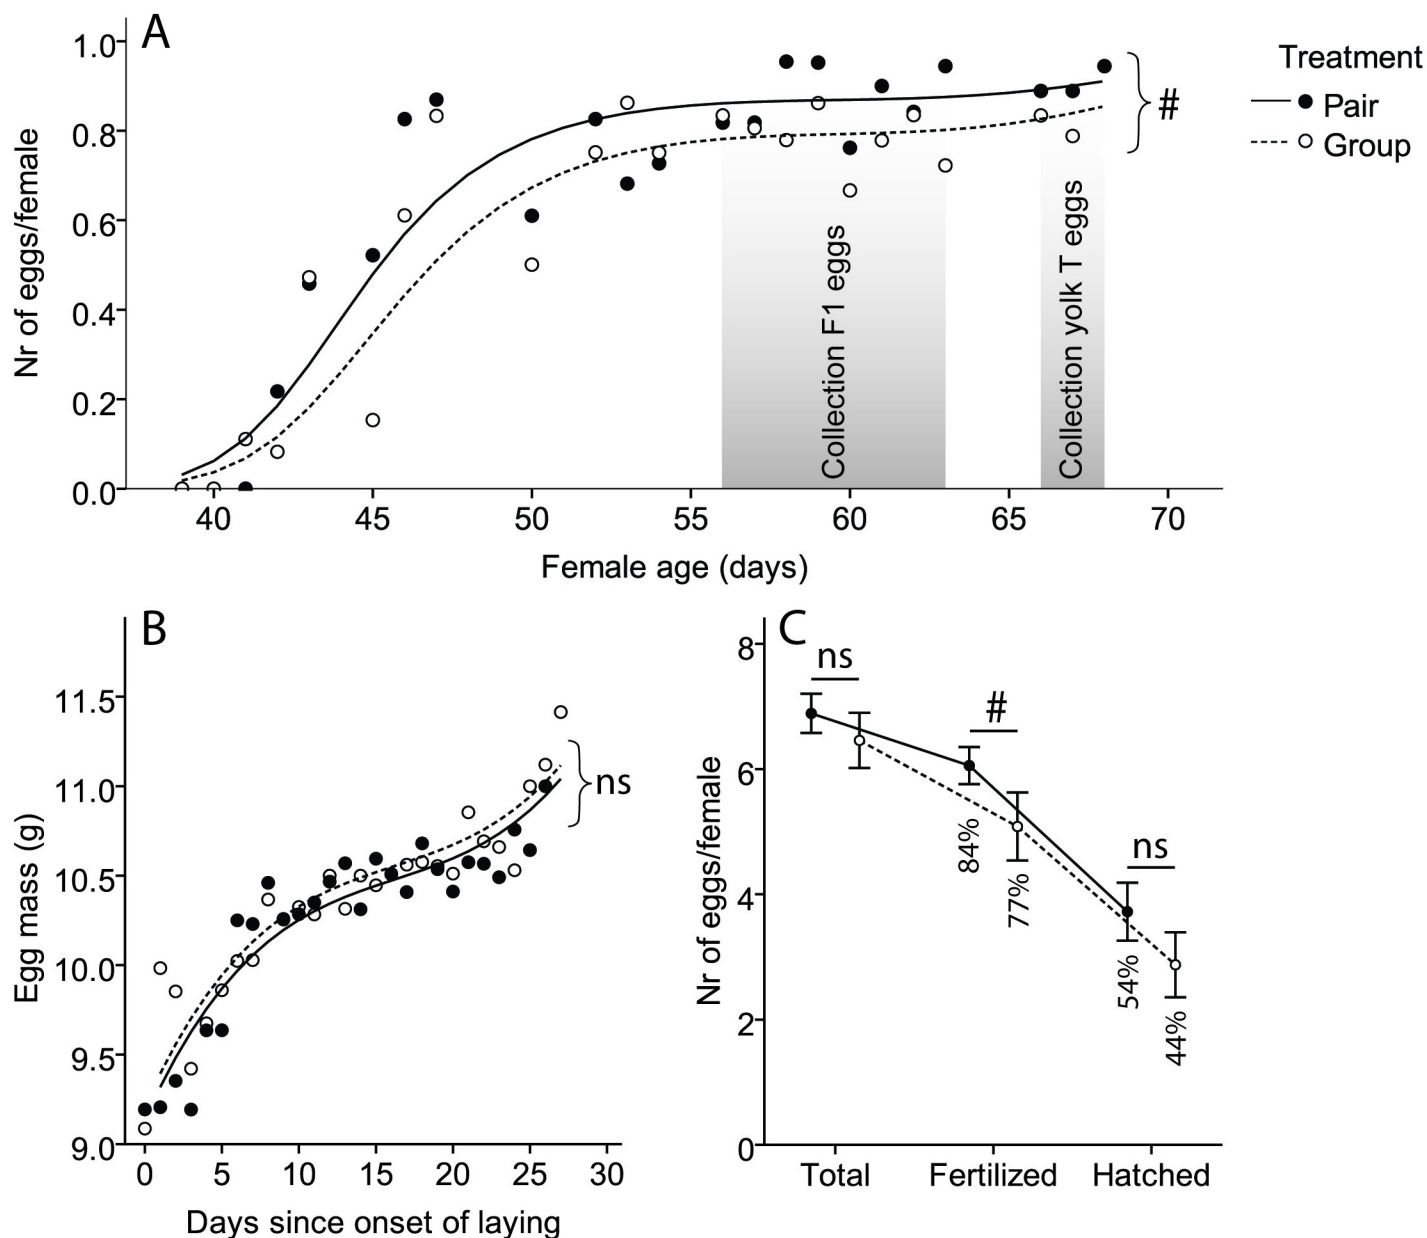 A
Treatment
Pair
Group
Nr of eggs/female
1.0
0.8
0.6
0.4
0.2
0.0
#
Collection F1 eggs
Collection yolk T eggs
40 45 50 55 60 65 70
Female age (days)
B
Egg mass (g)
11.5
11.0
10.5
10.0
9.5
9.0
ns
0 5 10 15 20 25 30
Days since onset of laying
C
Nr of eggs/female
8
6
4
2
0
ns
#
ns
84%
77%
54%
44%
Total Fertilized Hatched